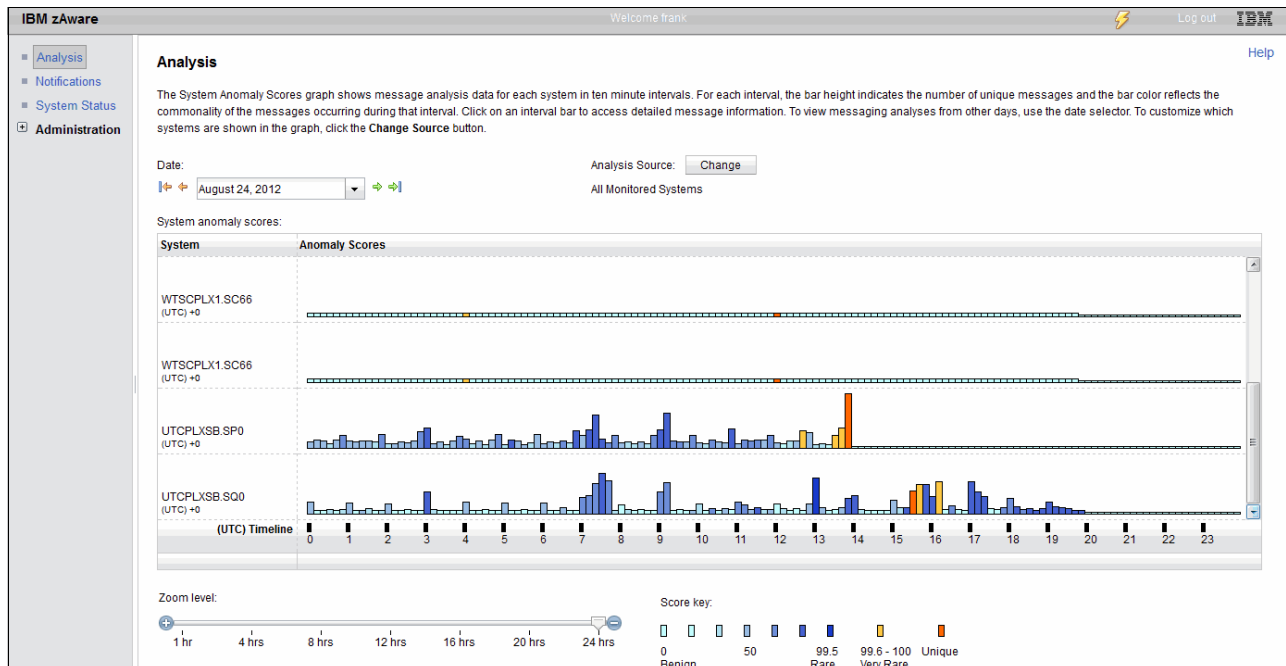 IBM zAware
Welcome frank
Log out
IBM
Analysis
Notifications
System Status
Administration
Help
Analysis
The System Anomaly Scores graph shows message analysis data for each system in ten minute intervals. For each interval, the bar height indicates the number of unique messages and the bar color reflects the
commonality of the messages occurring during that interval. Click on an interval bar to access detailed message information. To view messaging analyses from other days, use the date selector. To customize which
systems are shown in the graph, click the Change Source button.
Date:
August 24, 2012
Analysis Source:
Change
All Monitored Systems
System anomaly scores:
System
Anomaly Scores
WTSCPLX1.SC66
(UTC) +0
WTSCPLX1.SC66
(UTC) +0
UTCPLXSB.SP0
(UTC) +0
UTCPLXSB.SQ0
(UTC) +0
(UTC) Timeline
0 1 2 3 4 5 6 7 8 9 10 11 12 13 14 15 16 17 18 19 20 21 22 23
Zoom level:
1 hr 4 hrs 8 hrs 12 hrs 16 hrs 20 hrs 24 hrs
Score key:
0 50 99.5 99.6 - 100 Unique
Benign Rare Very Rare